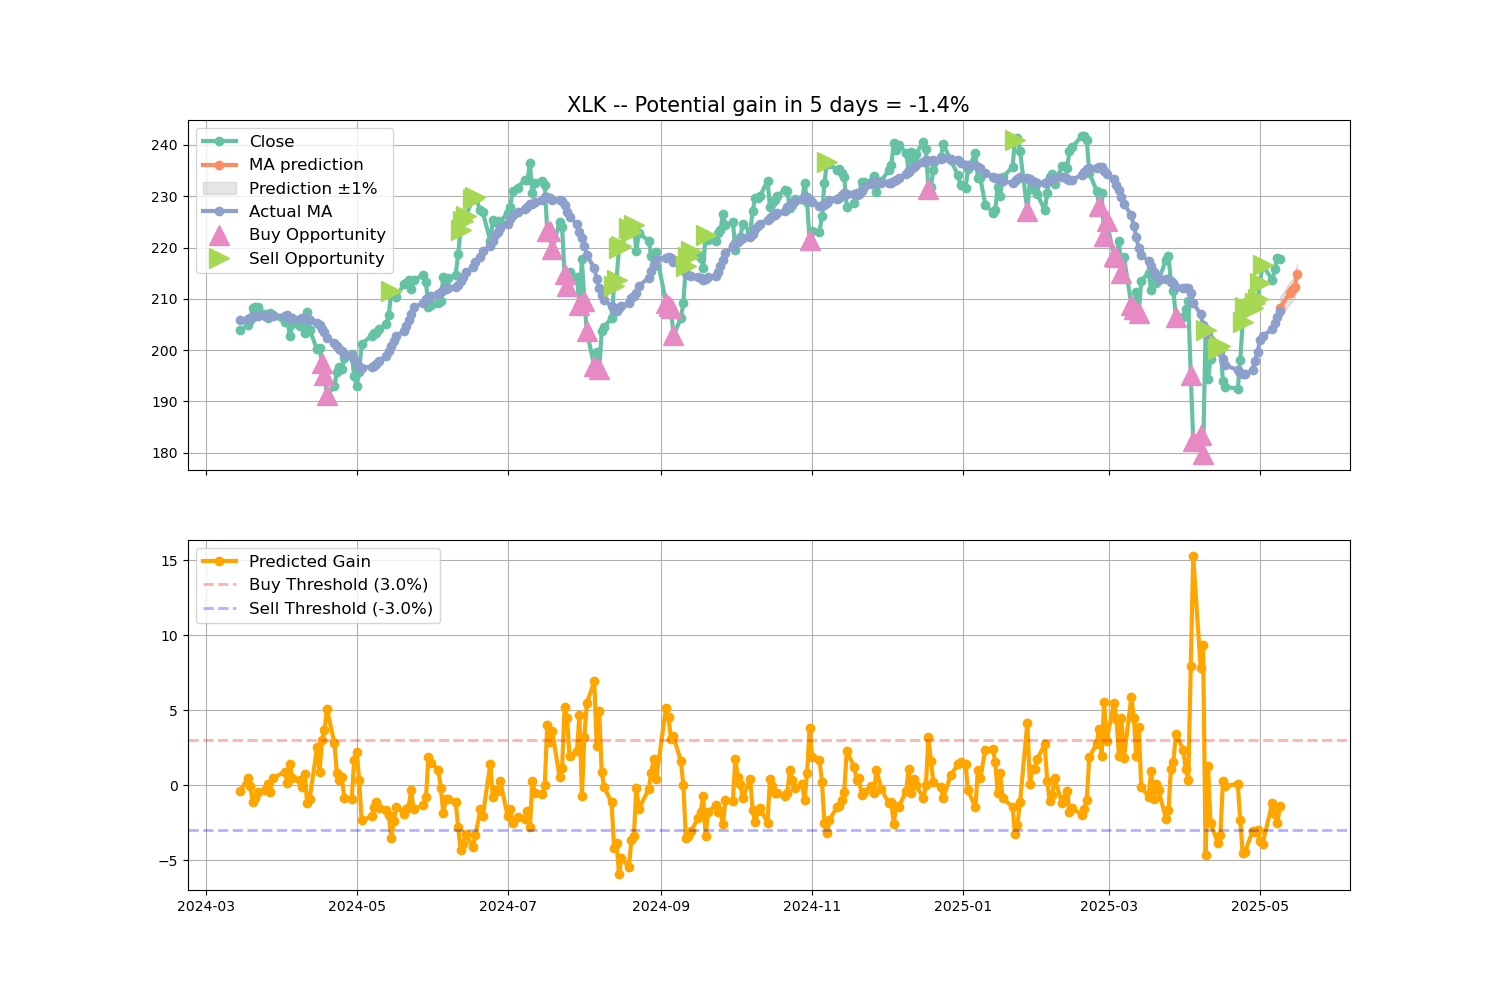 XLK -- Potential gain in 5 days = -1.4%
240
230
220
210
200
190
180
Close
MA prediction
Prediction ±1%
Actual MA
Buy Opportunity
Sell Opportunity
15
10
5
0
−5
Predicted Gain
Buy Threshold (3.0%)
Sell Threshold (-3.0%)
2024-03 2024-05 2024-07 2024-09 2024-11 2025-01 2025-03 2025-05